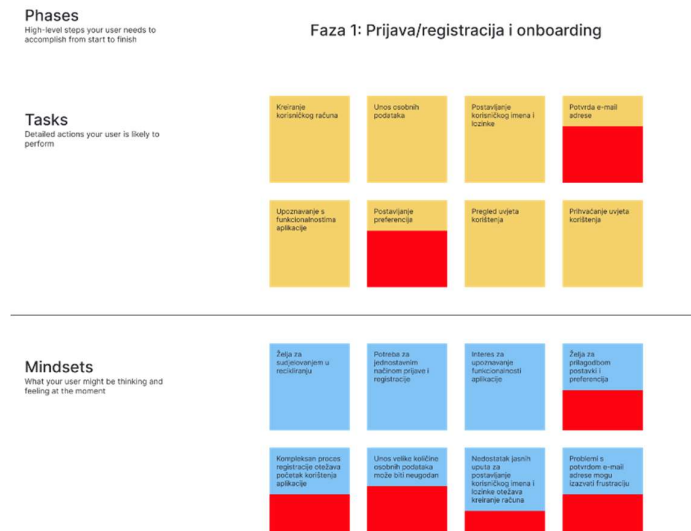 Phases
High-level steps your user needs to
accomplish from start to finish
Faza 1: Prijava/registracija i onboarding
Tasks
Detailed actions your user is likely to
perform
Kreiranje
korisničkog računa
Unos osobnih
podataka
Postavljanje
korisničkog imena i
lozinke
Potvrda e-mail
adrese
Upoznavanje s
funkcionalnostima
aplikacije
Postavljanje
preferencija
Pregled uvjeta
korištenja
Prihvaćanje uvjeta
korištenja
Mindsets
What your user might be thinking and
feeling at the moment
Želja za
sudjelovanjem u
recikliranju
Potreba za
jednostavnim
načinom prijave i
registracije
Interes za
upoznavanje
funkcionalnosti
aplikacije
Želja za
prilagodbom
postavki i
preferencija
Kompleksan proces
registracije otežava
početak korištenja
aplikacije
Unos velike količine
osobnih podataka
može biti neugodan
Nedostatak jasnih
uputa za
postavljanje
korisničkog imena i
lozinke otežava
kreiranje računa
Problemi s
potvrdom e-mail
adrese mogu
izazvati frustraciju